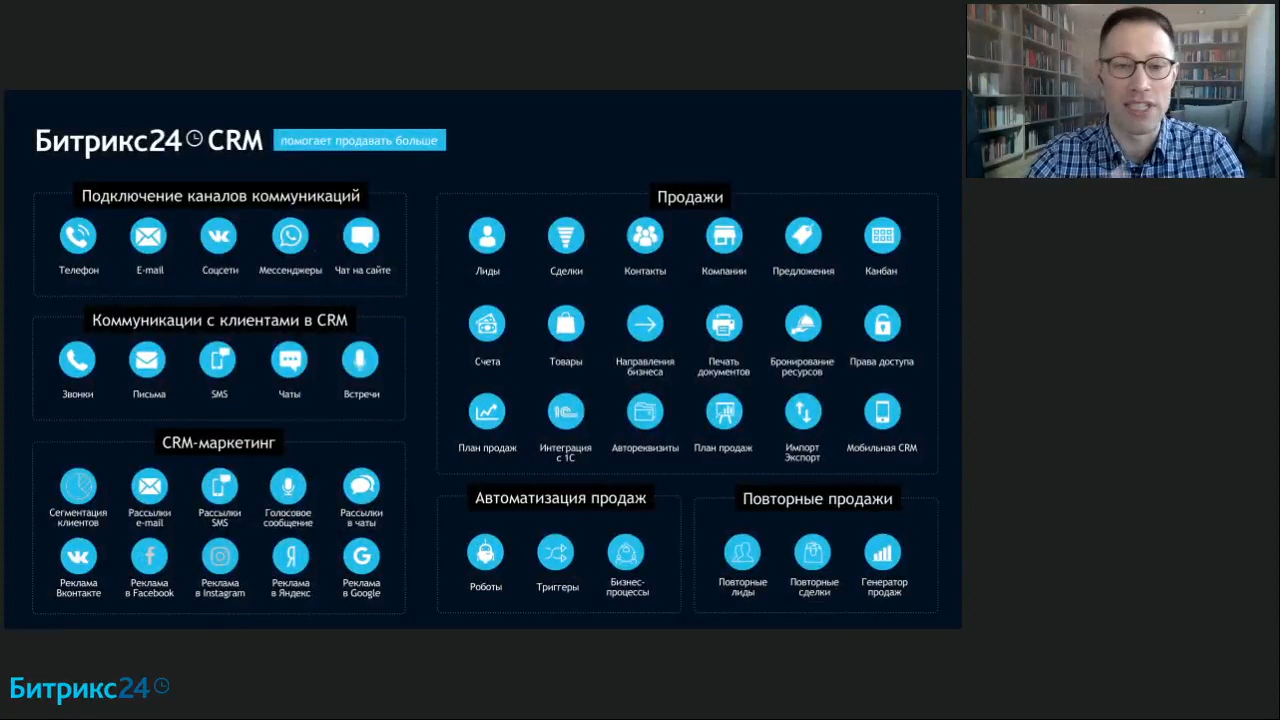 Битрикс24 CRM
помогает продавать больше
Подключение каналов коммуникаций
Телефон
E-mail
Соцсети
Мессенджеры
Чат на сайте
Коммуникации с клиентами в CRM
Звонки
Письма
SMS
Чаты
Встречи
CRM-маркетинг
Сегментация
клиентов
Рассылки
e-mail
Рассылки
SMS
Голосовое
сообщение
Рассылки
в чаты
Реклама
Вконтакте
Реклама
в Facebook
Реклама
в Instagram
Реклама
в Яндекс
Реклама
в Google
Продажи
Лиды
Сделки
Контакты
Компании
Предложения
Канбан
Счета
Товары
Направления
бизнеса
Печать
документов
Бронирование
ресурсов
Права доступа
План продаж
1С
Интеграция
с 1С
Автореквизиты
План продаж
Импорт
Экспорт
Мобильная CRM
Автоматизация продаж
Роботы
Триггеры
Бизнес-
процессы
Повторные продажи
Повторные
лиды
Повторные
сделки
Генератор
продаж
Битрикс24